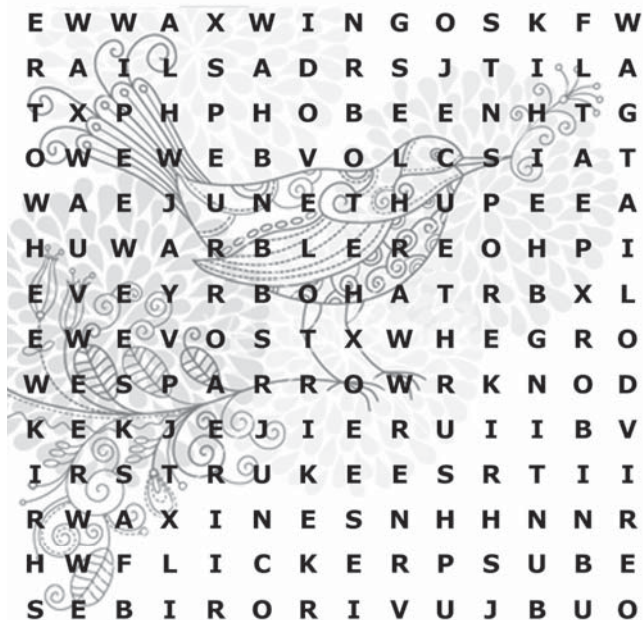 E W W A X W I N G O S K F W
R A I L S A D R S J T I L A
T X P H P H O B E E N H T G
O W E W E B V O L C S I A T
W A E J U N E T H U P E E A
H U W A R B L E R E O H P I
E V E Y R B O H A T R B X L
E W E V O S T X W H E G R O
W E S P A R R O W R K N O D
K E K J E J I E R U I I B V
I R S T R U K E E S R T I I
R W A X I N E S N H H N N R
H W F L I C K E R P S U B E
S E B I R O R I V U J B U O